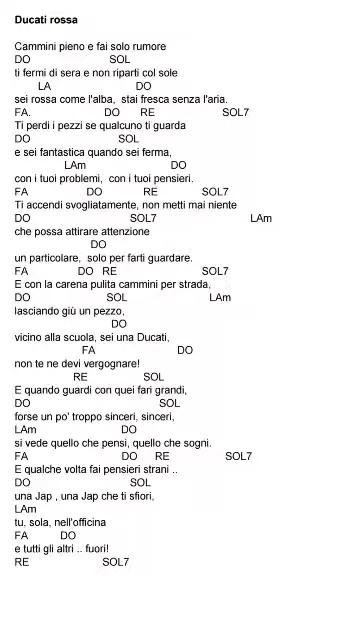 Ducati rossa
Cammini pieno e fai solo rumore
DO SOL
ti fermi di sera e non riparti col sole
LA DO
sei rossa come l'alba, stai fresca senza l'aria.
FA. DO RE SOL7
Ti perdi i pezzi se qualcuno ti guarda
DO SOL
e sei fantastica quando sei ferma,
LAm DO
con i tuoi problemi, con i tuoi pensieri.
FA DO RE SOL7
Ti accendi svogliatamente, non metti mai niente
DO SOL7 LAm
che possa attirare attenzione
DO
un particolare, solo per farti guardare.
FA DO RE SOL7
E con la carena pulita cammini per strada,
DO SOL LAm
lasciando giù un pezzo,
DO
vicino alla scuola, sei una Ducati,
FA DO
non te ne devi vergognare!
RE SOL
E quando guardi con quei fari grandi,
DO SOL
forse un po' troppo sinceri, sinceri,
LAm DO
si vede quello che pensi, quello che sogni.
FA DO RE SOL7
E qualche volta fai pensieri strani ..
DO SOL
una Jap , una Jap che ti sfiori,
LAm
tu, sola, nell'officina
FA DO
e tutti gli altri .. fuori!
RE SOL7